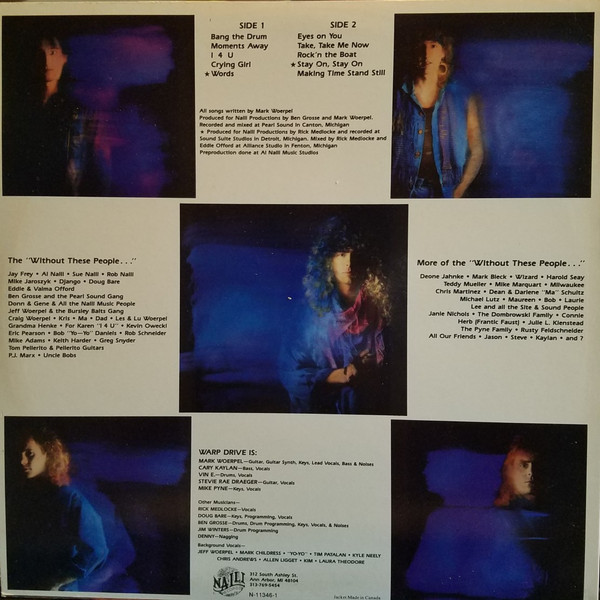 SIDE 1
Bang the Drum
Moments Away
I 4 U
Crying Girl
★ Words
SIDE 2
Eyes on You
Take, Take Me Now
Rock'n the Boat
★ Stay On, Stay On
Making Time Stand Still
All songs written by Mark Woerpel
Produced for Nalli Productions by Ben Grosse and Mark Woerpel,
Recorded and mixed at Pearl Sound in Canton, Michigan
★ Produced for Nalli Productions by Rick Medlocke and recorded at
Sound Suite Studios in Detroit, Michigan. Mixed by Rick Medlocke and
Eddie Offord at Alliance Studio in Fenton, Michigan
Preproduction done at Al Nalli Music Studios
The "Without These People. . ."
Jay Frey • Al Nalli • Sue Nalli • Rob Nalli
Mike Jaroszyk • Django • Doug Bare
Eddie & Valma Offord
Ben Grosse and the Pearl Sound Gang
Donn & Gene & All the Nalli Music People
Jeff Woerpel & the Bursley Baits Gang
Craig Woerpel • Kris • Ma • Dad • Les & Lu Woerpel
Grandma Henke • For Karen "I 4 U" • Kevin Owecki
Eric Pearson • Bob "Yo-Yo" Daniels • Rob Schneider
Mike Adams • Keith Harder • Greg Snyder
Tom Pellerito & Pellerito Guitars
P.J. Marx • Uncle Bobs
More of the "Without These People. . ."
Deone Jahnke • Mark Bleck • Wizard • Harold Seay
Teddy Mueller • Mike Marquart • Milwaukee
Chris Martinez • Dean & Darlene "Ma" Schultz
Michael Lutz • Maureen • Bob • Laurie
Lee and all the Site & Sound People
Janie Nichols • The Dombrowski Family • Connie
Herb (Frantic Faust) • Julie L. Kienstead
The Pyne Family • Rusty Feldschneider
All Our Friends • Jason • Steve • Kaylan • and ?
WARP DRIVE IS:
MARK WOERPEL—Guitar, Guitar Synth, Keys, Lead Vocals, Bass & Noises
CARY KAYLAN—Bass, Vocals
VIN E.—Drums, Vocals
STEVIE RAE DRAEGER—Guitar, Vocals
MIKE PYNE—Keys, Vocals
Other Musicians—
RICK MEDLOCKE—Vocals
DOUG BARE—Keys, Programming, Vocals
BEN GROSSE—Drums, Drum Programming, Keys, Vocals, & Noises
JIM WINTERS—Drum Programming
DENNY—Nagging
Background Vocals—
JEFF WOERPEL • MARK CHILDRESS • "YO-YO" • TIM PATALAN • KYLE NEELY
CHRIS ANDREWS • ALLEN LIGGET • KIM • LAURA THEODORE
NALLI
312 South Ashley St.
Ann Arbor, MI 48104
313-769-5454
N-11046-1
Jacket Made in Canada